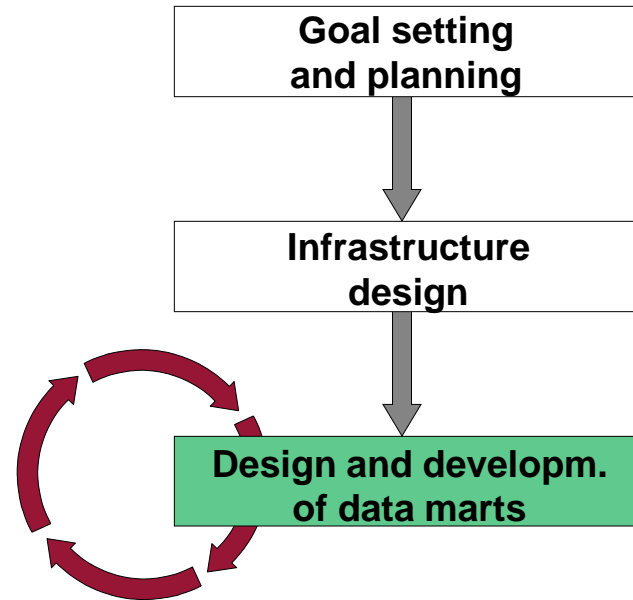 Goal setting
and planning
Infrastructure
design
Design and developm.
of data marts